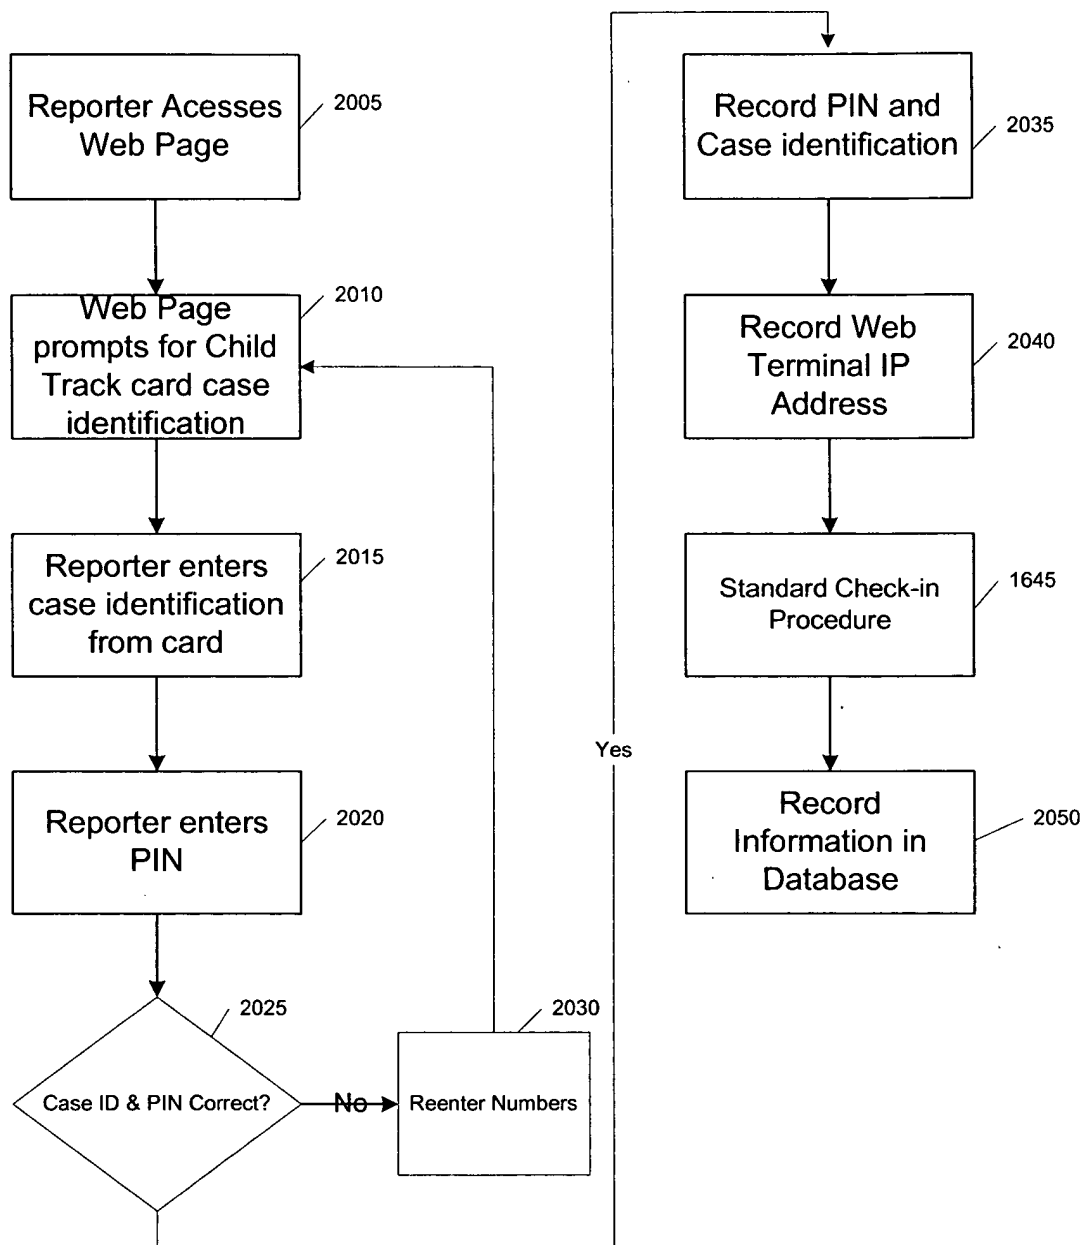 Reporter Acesses
Web Page
2005
Web Page
prompts for Child
Track card case
identification
2010
Reporter enters
case identification
from card
2015
Reporter enters
PIN
2020
Case ID & PIN Correct?
2025
No
Reenter Numbers
2030
Yes
Record PIN and
Case identification
2035
Record Web
Terminal IP
Address
2040
Standard Check-in
Procedure
1645
Record
Information in
Database
2050